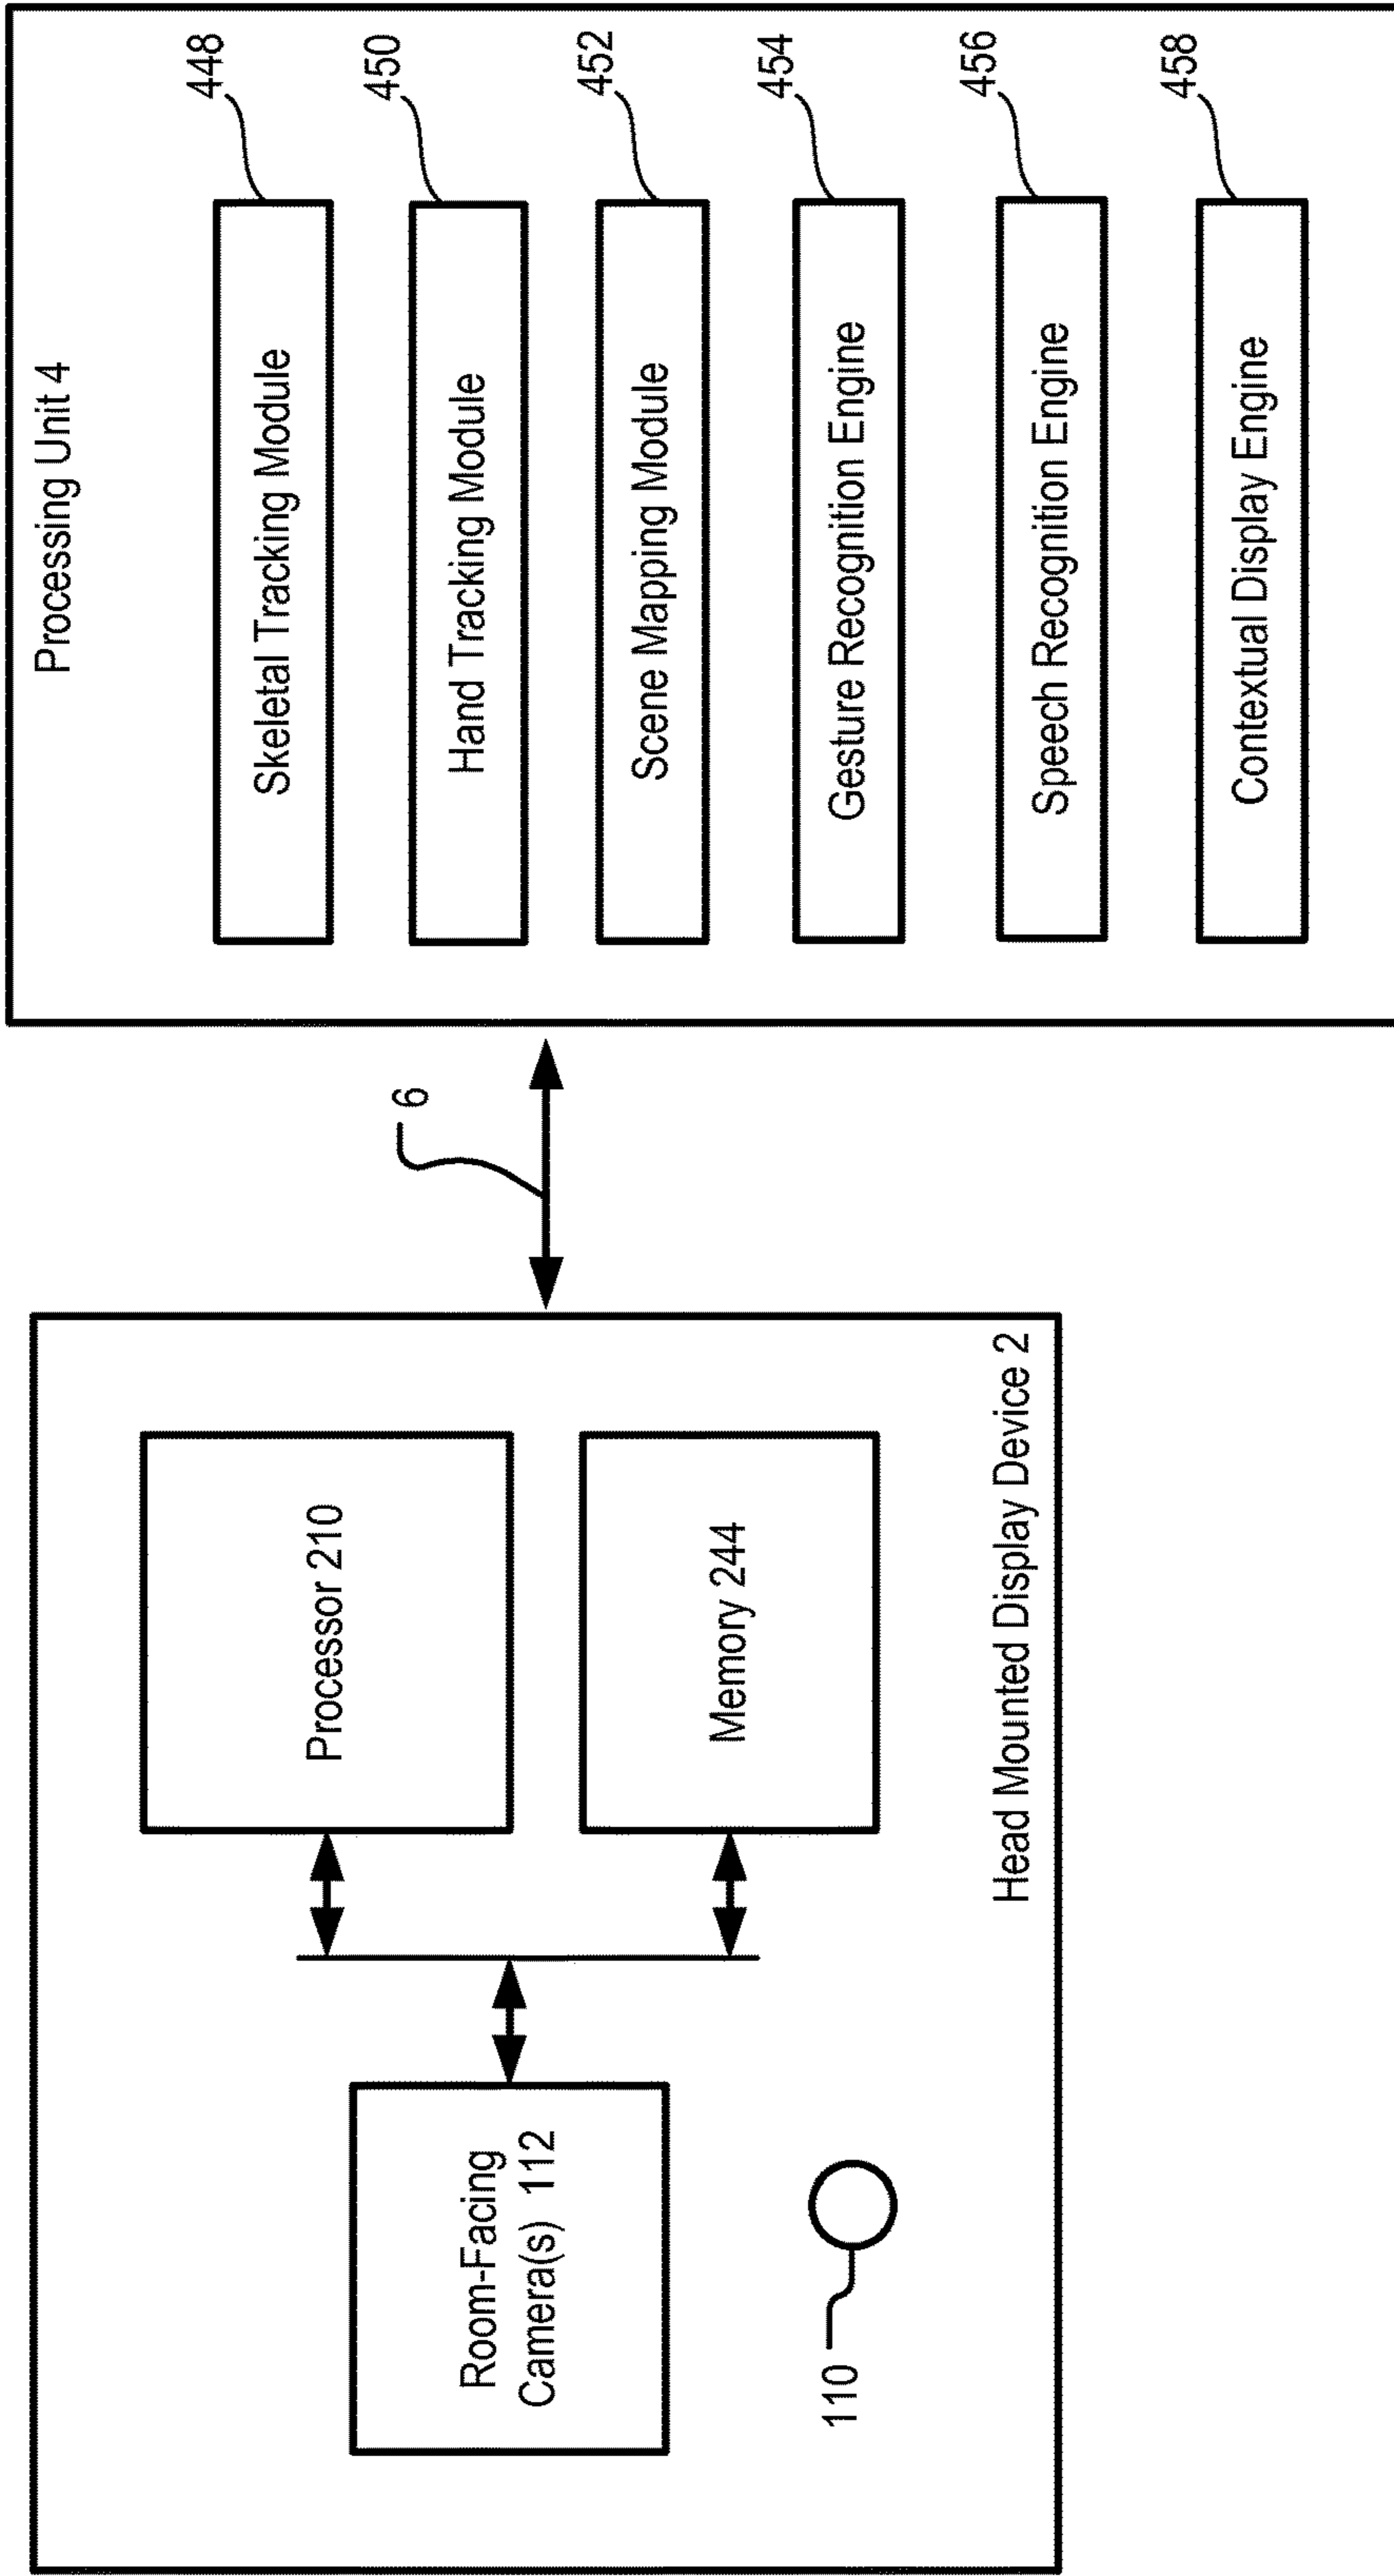 Room-Facing
Camera(s) 112
110
Processor 210
Memory 244
Head Mounted Display Device 2
6
Processing Unit 4
Skeletal Tracking Module
448
Hand Tracking Module
450
Scene Mapping Module
452
Gesture Recognition Engine
454
Speech Recognition Engine
456
Contextual Display Engine
458